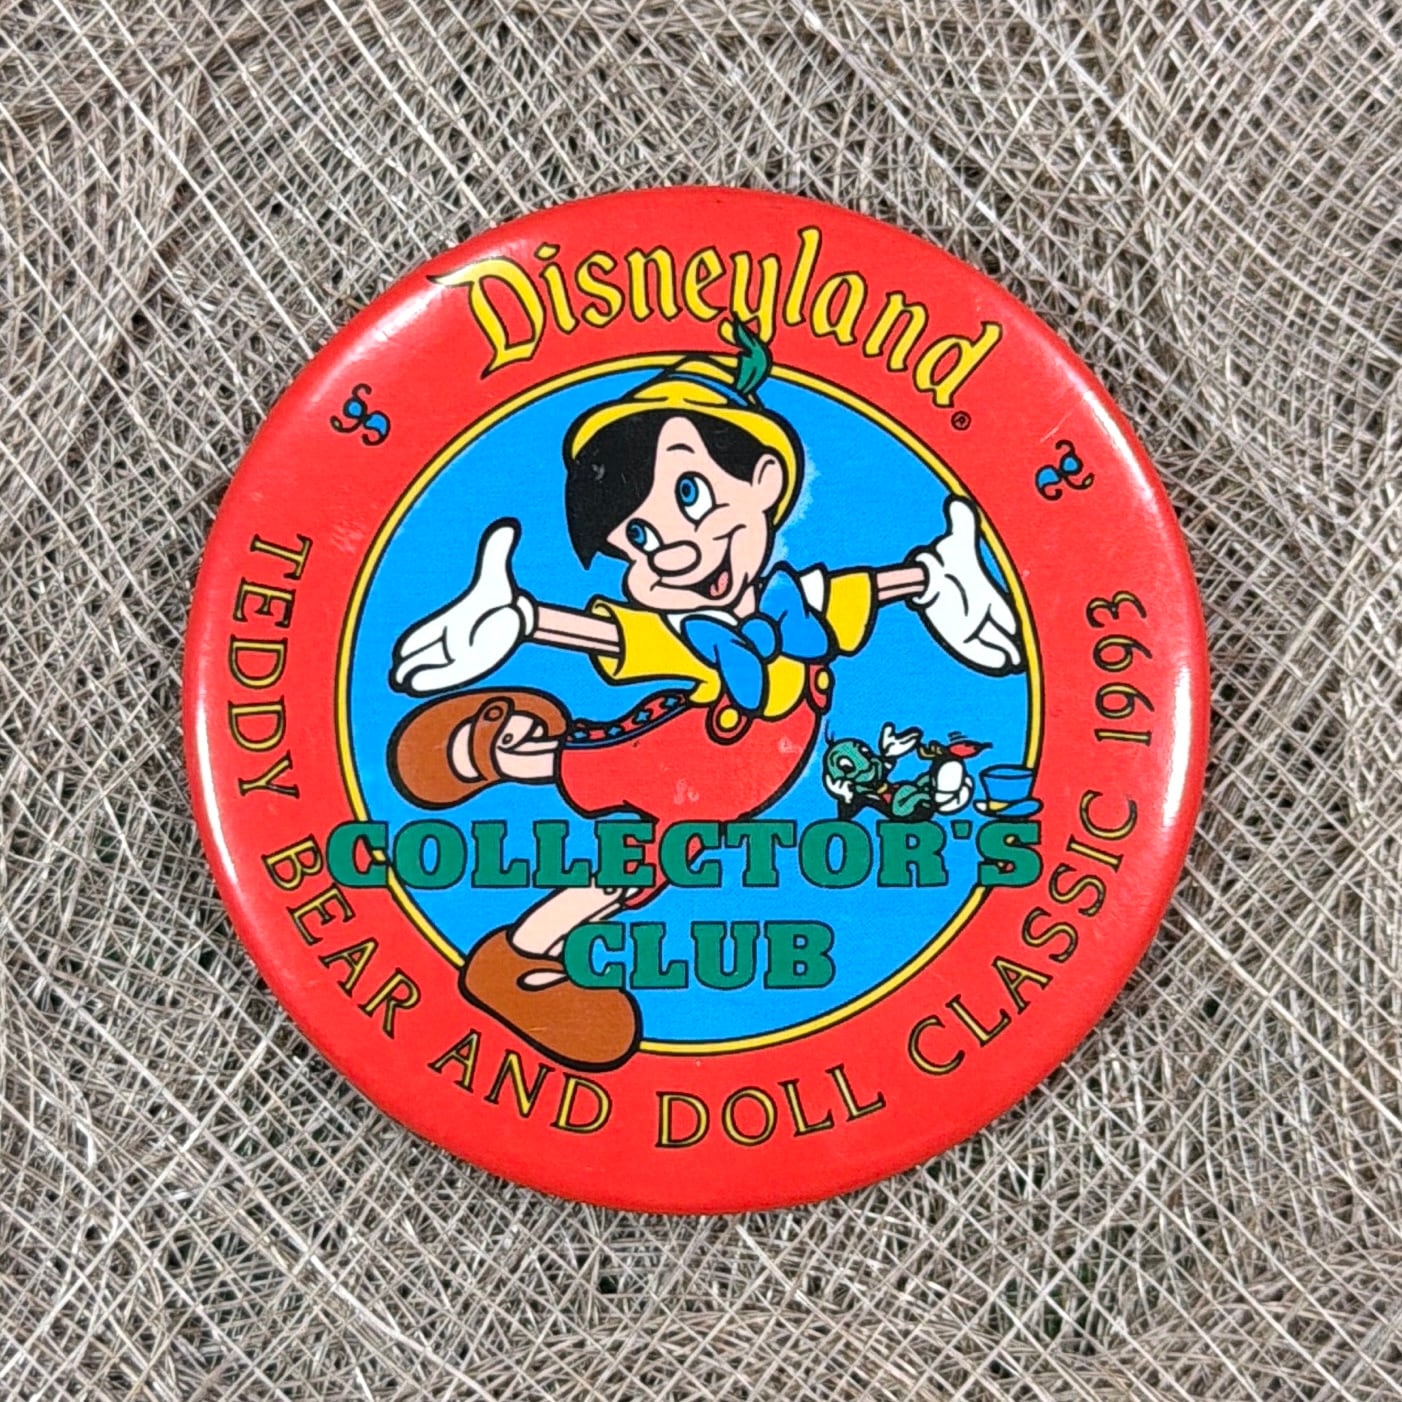 Disneyland®
COLLECTOR'S
CLUB
TEDDY BEAR AND DOLL CLASSIC 1993